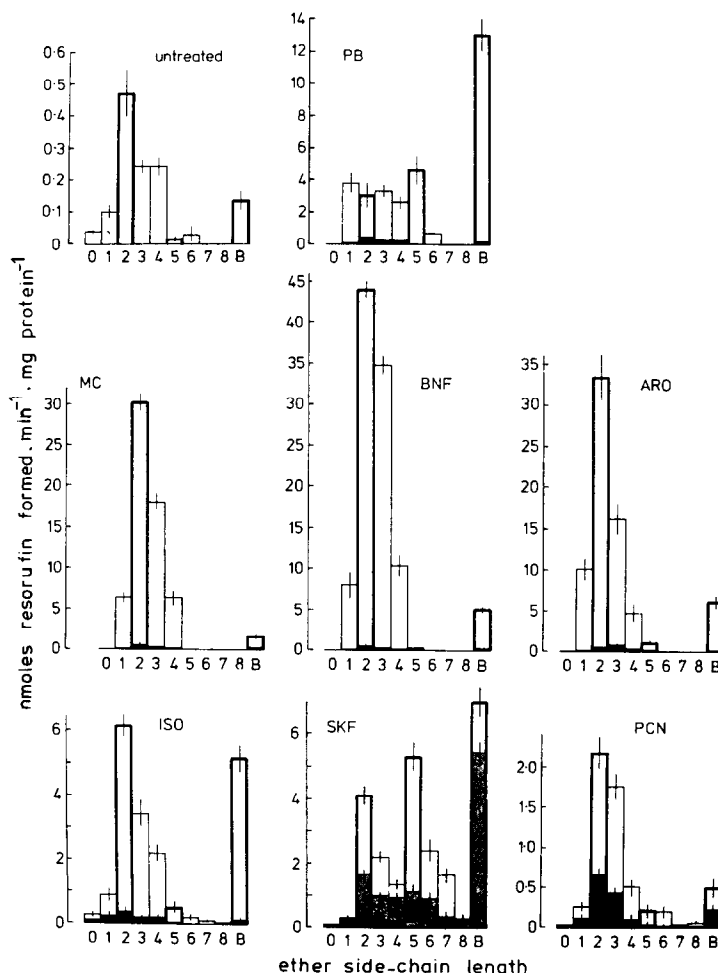 untreated
0·6
0·5
0·4
0·3
0·2
0·1
0
0 1 2 3 4 5 6 7 8 B
PB
14
12
10
8
6
4
2
0
0 1 2 3 4 5 6 7 8 B
MC
30
25
20
15
10
5
0
0 1 2 3 4 5 6 7 8 B
BNF
45
40
35
30
25
20
15
10
5
0
0 1 2 3 4 5 6 7 8 B
ARO
35
30
25
20
15
10
5
0
0 1 2 3 4 5 6 7 8 B
ISO
6
4
2
0
0 1 2 3 4 5 6 7 8 B
SKF
6
4
2
0
0 1 2 3 4 5 6 7 8 B
PCN
2·0
1·5
1·0
0·5
0
0 1 2 3 4 5 6 7 8 B
nmoles resorufin formed.min⁻¹.mg protein⁻¹
ether side-chain length